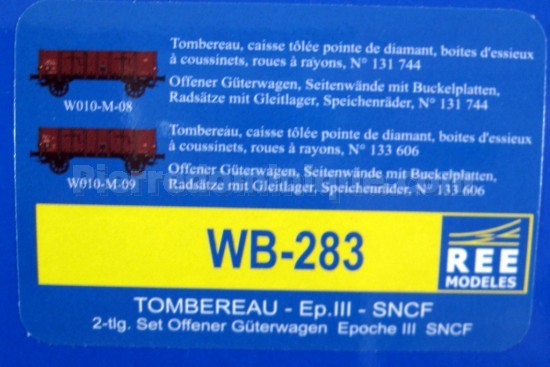 Tombereau, caisse tôlée pointe de diamant, boites d'essieux
à coussinets, roues à rayons, N° 131 744
Offener Güterwagen, Seitenwände mit Buckelplatten,
Radsätze mit Gleitlager, Speichenräder, N° 131 744
W010-M-08
Tombereau, caisse tôlée pointe de diamant, boites d'essieux
à coussinets, roues à rayons, N° 133 606
Offener Güterwagen, Seitenwände mit Buckelplatten,
Radsätze mit Gleitlager, Speichenräder, N° 133 606
W010-M-09
WB-283
REE
MODELES
TOMBEREAU - Ep.III - SNCF
2-tlg. Set Offener Güterwagen Epoche III SNCF